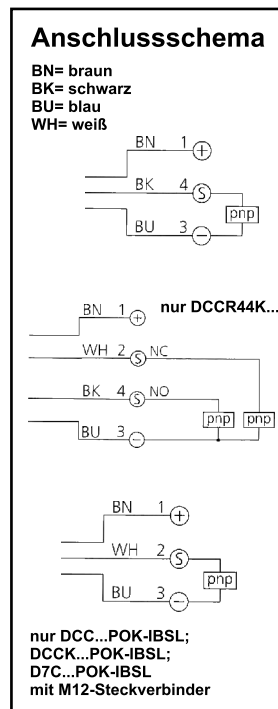 Anschlussschema
BN= braun
BK= schwarz
BU= blau
WH= weiß
BN 1 +
BK 4 S
pnp
BU 3 −
nur DCCR44K...
BN 1 +
WH 2 S NC
BK 4 S NO
pnp pnp
BU 3 −
BN 1 +
WH 2 S
pnp
BU 3 −
nur DCC...POK-IBSL;
DCCK...POK-IBSL;
D7C...POK-IBSL
mit M12-Steckverbinder